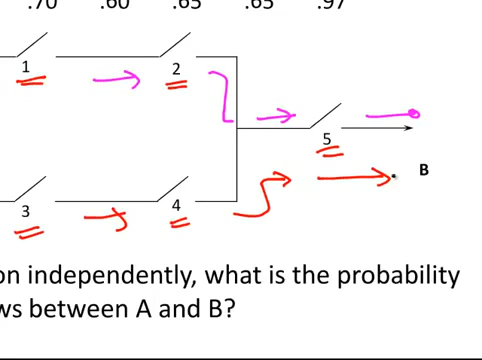 .70 .60 .65 .65 .97
1 2
5
B
3 4
on independently, what is the probability
ws between A and B?